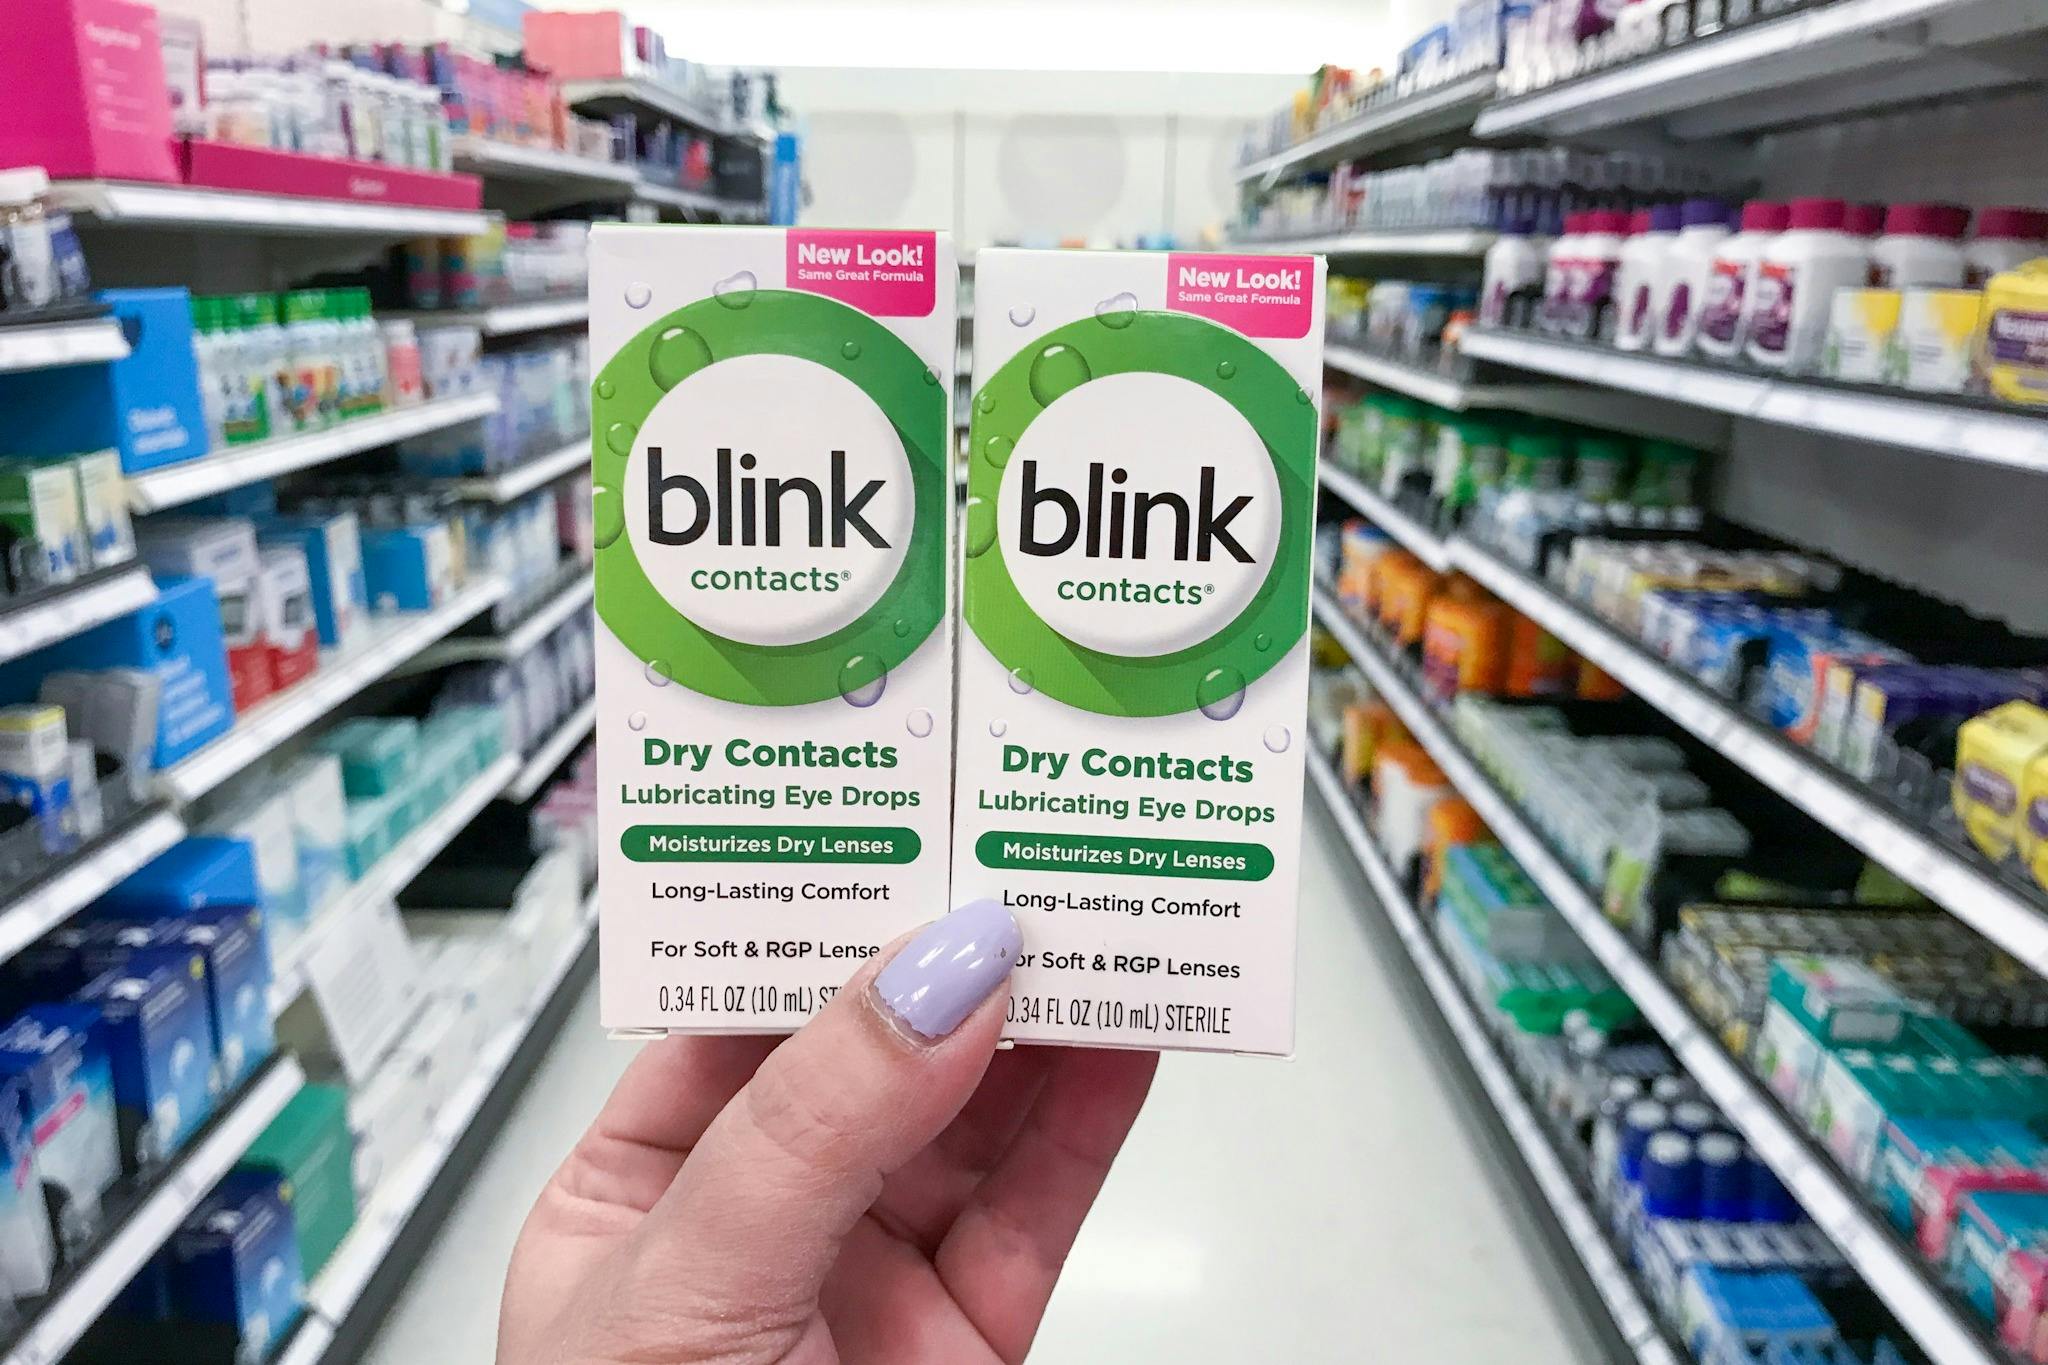 New Look!
Same Great Formula
blink
contacts®
Dry Contacts
Lubricating Eye Drops
Moisturizes Dry Lenses
Long-Lasting Comfort
For Soft & RGP Lense
0.34 FL OZ (10 mL) ST
New Look!
Same Great Formula
blink
contacts®
Dry Contacts
Lubricating Eye Drops
Moisturizes Dry Lenses
Long-Lasting Comfort
or Soft & RGP Lenses
0.34 FL OZ (10 mL) STERILE